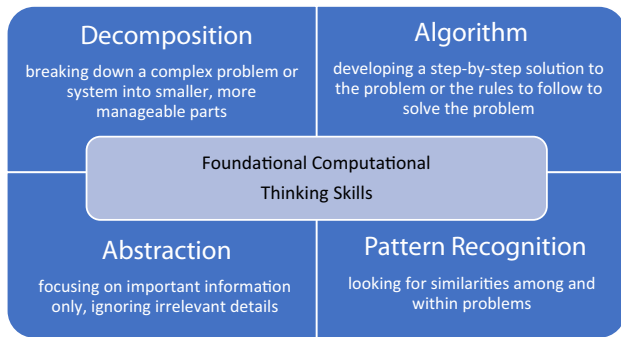 Decomposition
breaking down a complex problem or
system into smaller, more
manageable parts
Algorithm
developing a step-by-step solution to
the problem or the rules to follow to
solve the problem
Foundational Computational
Thinking Skills
Abstraction
focusing on important information
only, ignoring irrelevant details
Pattern Recognition
looking for similarities among and
within problems